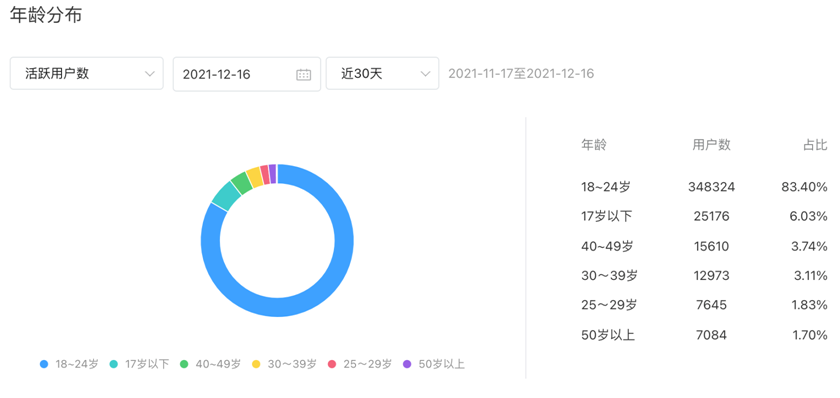 年龄分布
活跃用户数 2021-12-16 近30天 2021-11-17至2021-12-16
年龄 用户数 占比
18~24岁 348324 83.40%
17岁以下 25176 6.03%
40~49岁 15610 3.74%
30～39岁 12973 3.11%
25～29岁 7645 1.83%
50岁以上 7084 1.70%
18~24岁 17岁以下 40~49岁 30～39岁 25～29岁 50岁以上